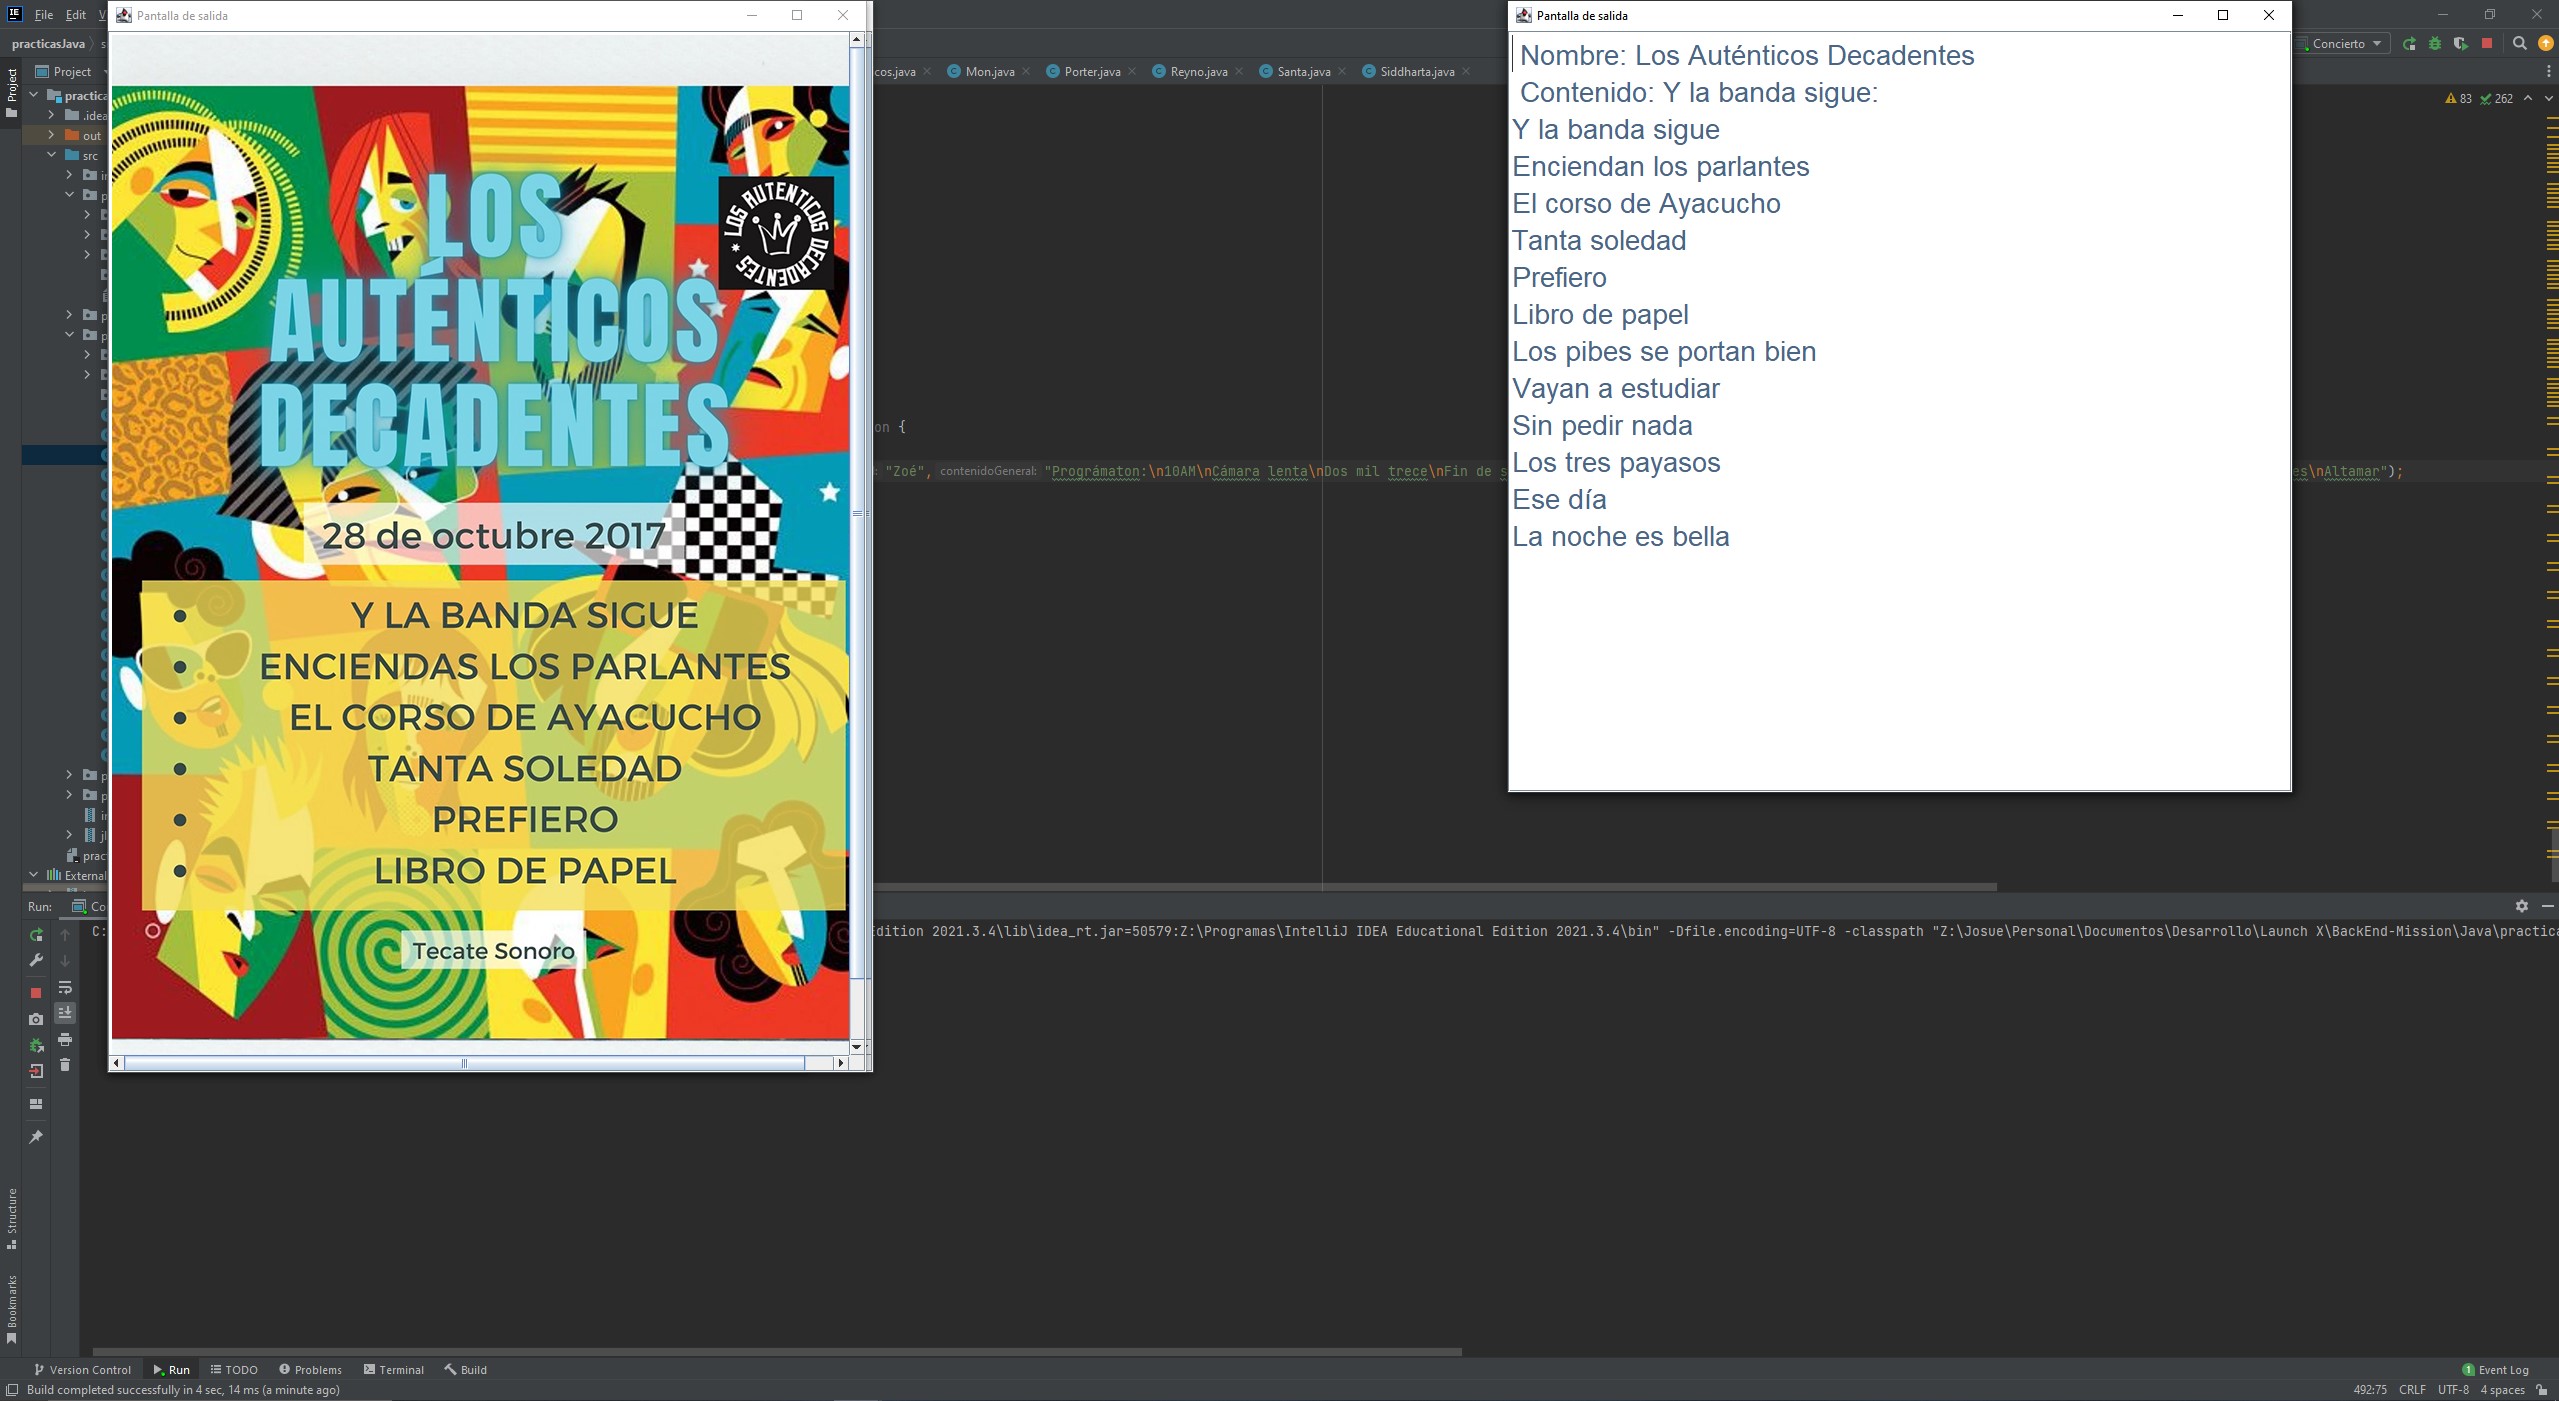 File Edit
Pantalla de salida
practicasJava
Project
practica
.idea
out
src
External
Project
Structure
Bookmarks
LOS
AUTÉNTICOS
DECADENTES
LOS AUTENTICOS DECADENTES
28 de octubre 2017
Y LA BANDA SIGUE
ENCIENDAS LOS PARLANTES
EL CORSO DE AYACUCHO
TANTA SOLEDAD
PREFIERO
LIBRO DE PAPEL
Tecate Sonoro
cos.java Mon.java Porter.java Reyno.java Santa.java Siddharta.java
Concierto
83 262
on {
"Zoé", contenidoGeneral: "Prográmaton:\n10AM\nCámara lenta\nDos mil trece\nFin de s
es\nAltamar");
Pantalla de salida
Nombre: Los Auténticos Decadentes
Contenido: Y la banda sigue:
Y la banda sigue
Enciendan los parlantes
El corso de Ayacucho
Tanta soledad
Prefiero
Libro de papel
Los pibes se portan bien
Vayan a estudiar
Sin pedir nada
Los tres payasos
Ese día
La noche es bella
Run: Co
C:
Edition 2021.3.4\lib\idea_rt.jar=50579:Z:\Programas\IntelliJ IDEA Educational Edition 2021.3.4\bin" -Dfile.encoding=UTF-8 -classpath "Z:\Josue\Personal\Documentos\Desarrollo\Launch X\BackEnd-Mission\Java\practica
Version Control Run TODO Problems Terminal Build
1 Event Log
Build completed successfully in 4 sec, 14 ms (a minute ago)
492:75 CRLF UTF-8 4 spaces